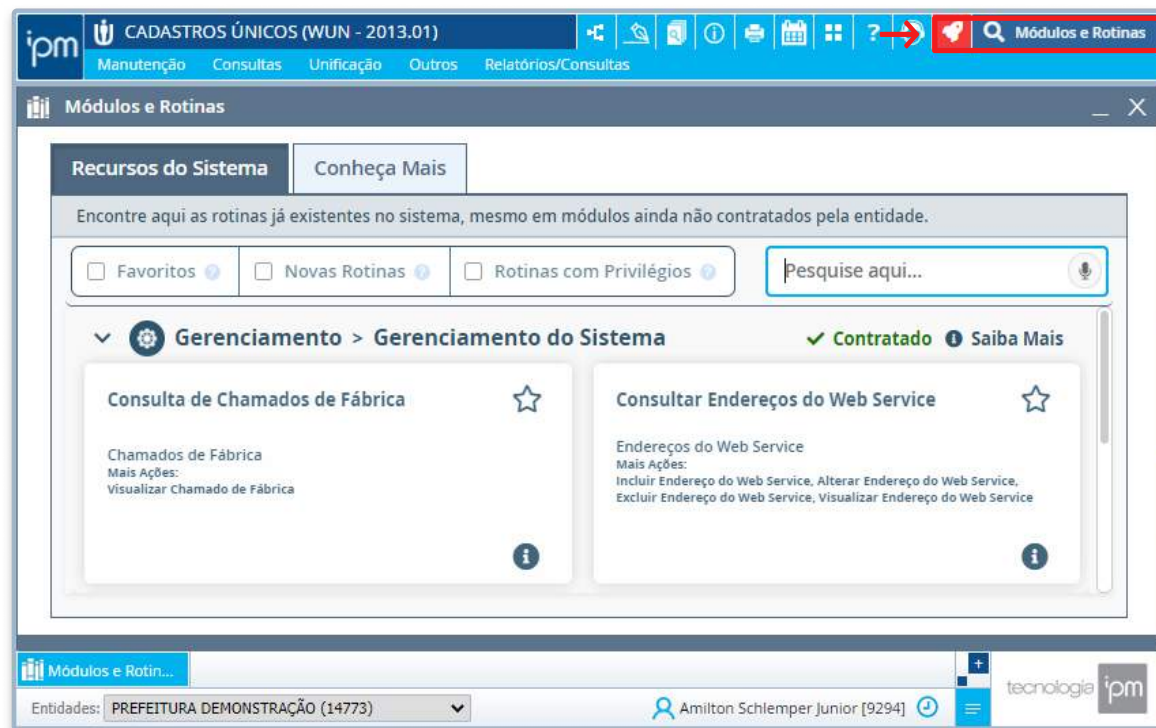 ipm
CADASTROS ÚNICOS (WUN - 2013.01)
?
Módulos e Rotinas
Manutenção Consultas Unificação Outros Relatórios/Consultas
Módulos e Rotinas
Recursos do Sistema Conheça Mais
Encontre aqui as rotinas já existentes no sistema, mesmo em módulos ainda não contratados pela entidade.
Favoritos ? Novas Rotinas ? Rotinas com Privilégios ? Pesquise aqui...
Gerenciamento > Gerenciamento do Sistema Contratado Saiba Mais
Consulta de Chamados de Fábrica
Chamados de Fábrica
Mais Ações:
Visualizar Chamado de Fábrica
Consultar Endereços do Web Service
Endereços do Web Service
Mais Ações:
Incluir Endereço do Web Service, Alterar Endereço do Web Service,
Excluir Endereço do Web Service, Visualizar Endereço do Web Service
Módulos e Rotin...
Entidades: PREFEITURA DEMONSTRAÇÃO (14773) Amilton Schlemper Junior [9294]
tecnologia ipm